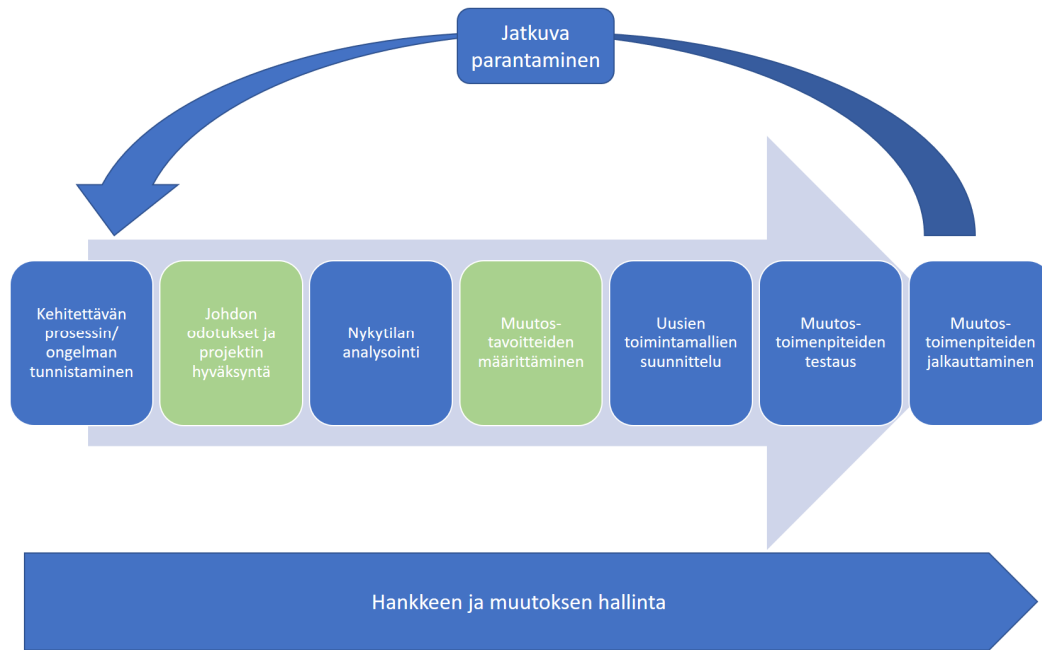 Jatkuva
parantaminen
Kehitettävän
prosessin/
ongelman
tunnistaminen
Johdon
odotukset ja
projektin
hyväksyntä
Nykytilan
analysointi
Muutos-
tavoitteiden
määrittäminen
Uusien
toimintamallien
suunnittelu
Muutos-
toimenpiteiden
testaus
Muutos-
toimenpiteiden
jalkauttaminen
Hankkeen ja muutoksen hallinta